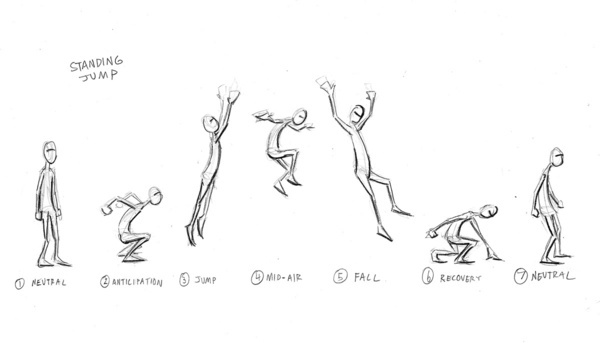 STANDING
JUMP
① NEUTRAL
② ANTICIPATION
③ JUMP
④ MID-AIR
⑤ FALL
⑥ RECOVERY
⑦ NEUTRAL